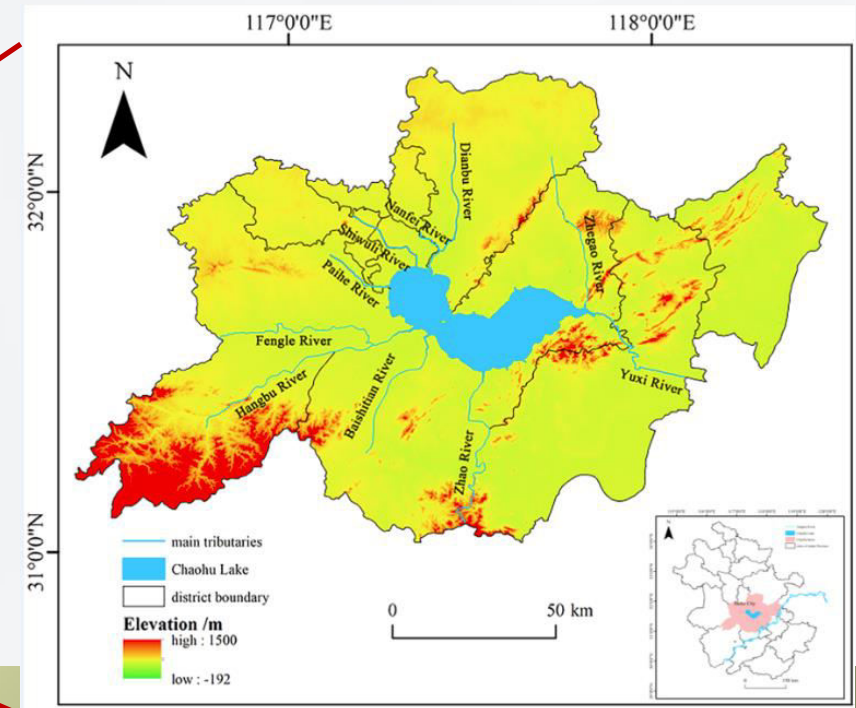 117°0'0"E
118°0'0"E
N
32°0'0"N
31°0'0"N
Dianbu River
Nanfei River
Shiwuli River
Paihe River
Zhegao River
Fengle River
Hangbu River
Baishitian River
Zhao River
Yuxi River
main tributaries
Chaohu Lake
district boundary
Elevation /m
high : 1500
low : -192
0
50 km
N
0